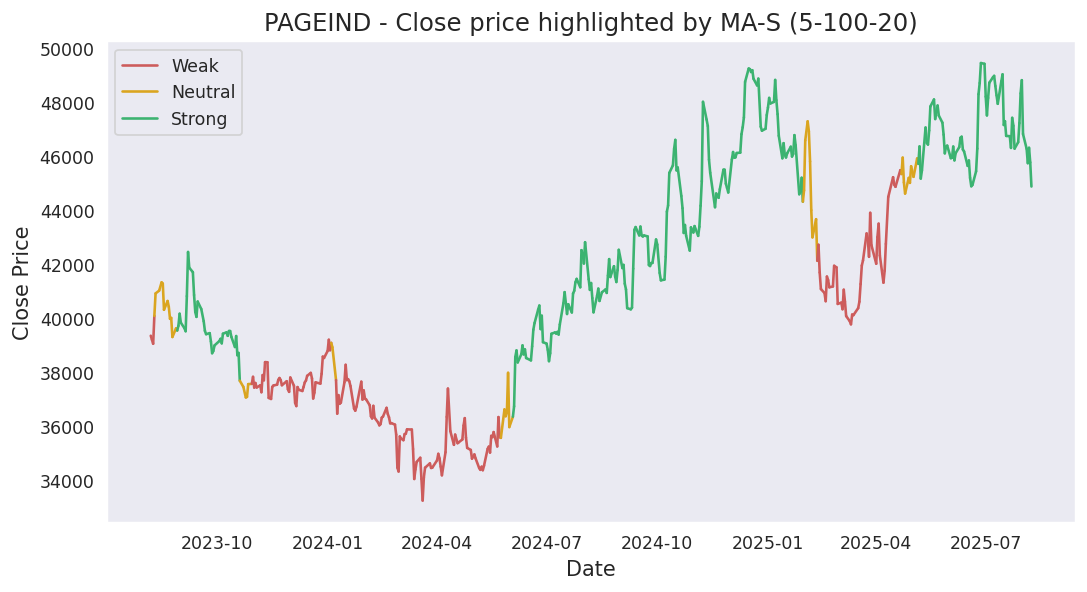 PAGEIND - Close price highlighted by MA-S (5-100-20)
Weak
Neutral
Strong
Close Price
50000
48000
46000
44000
42000
40000
38000
36000
34000
2023-10
2024-01
2024-04
2024-07
2024-10
2025-01
2025-04
2025-07
Date